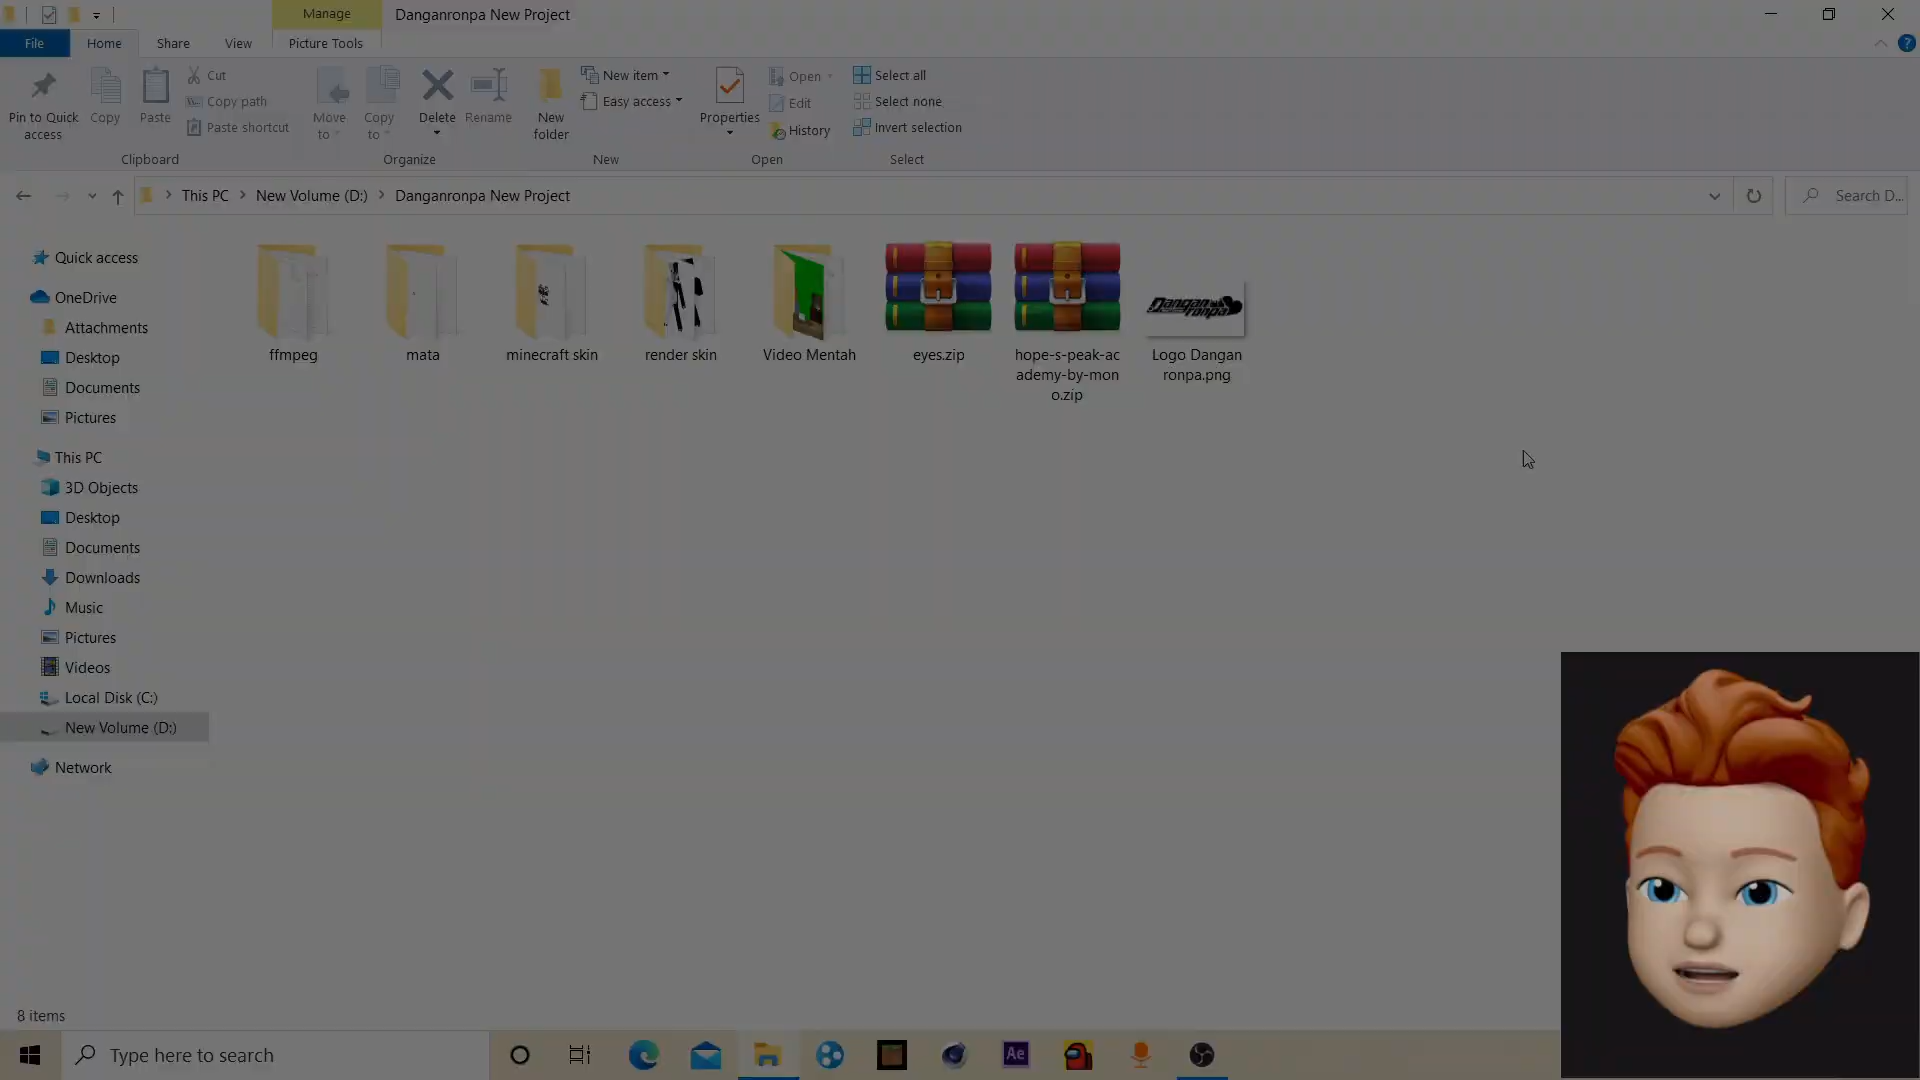 Manage
Danganronpa New Project
File
Home
Share
View
Picture Tools
Pin to Quick
access
Copy
Paste
Cut
Copy path
Paste shortcut
Clipboard
Move
to
Copy
to
Delete
Rename
Organize
New
folder
New item
Easy access
New
Properties
Open
Edit
History
Open
Select all
Select none
Invert selection
Select
This PC
New Volume (D:)
Danganronpa New Project
Search D...
Quick access
OneDrive
Attachments
Desktop
Documents
Pictures
This PC
3D Objects
Desktop
Documents
Downloads
Music
Pictures
Videos
Local Disk (C:)
New Volume (D:)
Network
ffmpeg
mata
minecraft skin
render skin
Video Mentah
eyes.zip
hope-s-peak-ac
ademy-by-mon
o.zip
Dangan
ronpa
Logo Dangan
ronpa.png
8 items
Type here to search
Ae